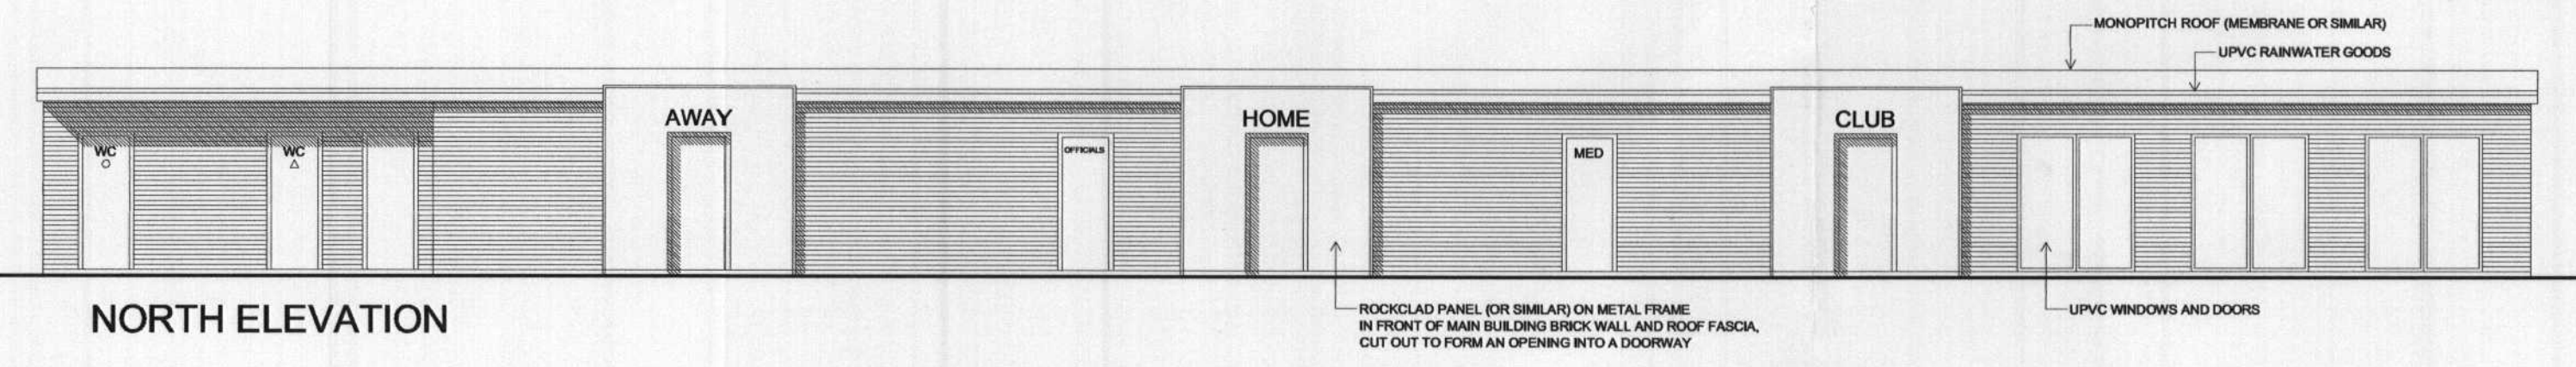 MONOPITCH ROOF (MEMBRANE OR SIMILAR)
UPVC RAINWATER GOODS
AWAY
HOME
CLUB
WC
WC
OFFICIALS
MED
ROCKCLAD PANEL (OR SIMILAR) ON METAL FRAME
IN FRONT OF MAIN BUILDING BRICK WALL AND ROOF FASCIA,
CUT OUT TO FORM AN OPENING INTO A DOORWAY
UPVC WINDOWS AND DOORS
NORTH ELEVATION